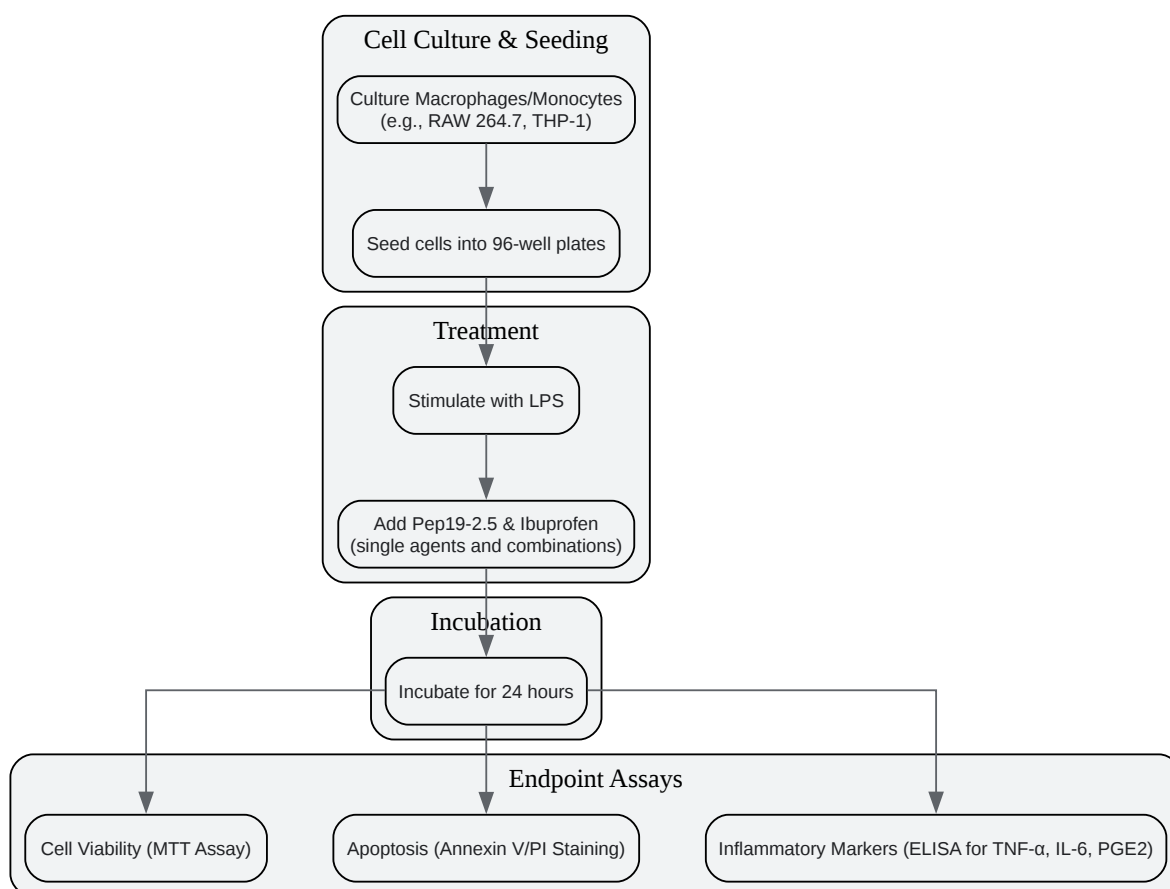 Cell Culture & Seeding
Culture Macrophages/Monocytes
(e.g., RAW 264.7, THP-1)
Seed cells into 96-well plates
Treatment
Stimulate with LPS
Add Pep19-2.5 & Ibuprofen
(single agents and combinations)
Incubation
Incubate for 24 hours
Endpoint Assays
Cell Viability (MTT Assay)
Apoptosis (Annexin V/PI Staining)
Inflammatory Markers (ELISA for TNF-α, IL-6, PGE2)